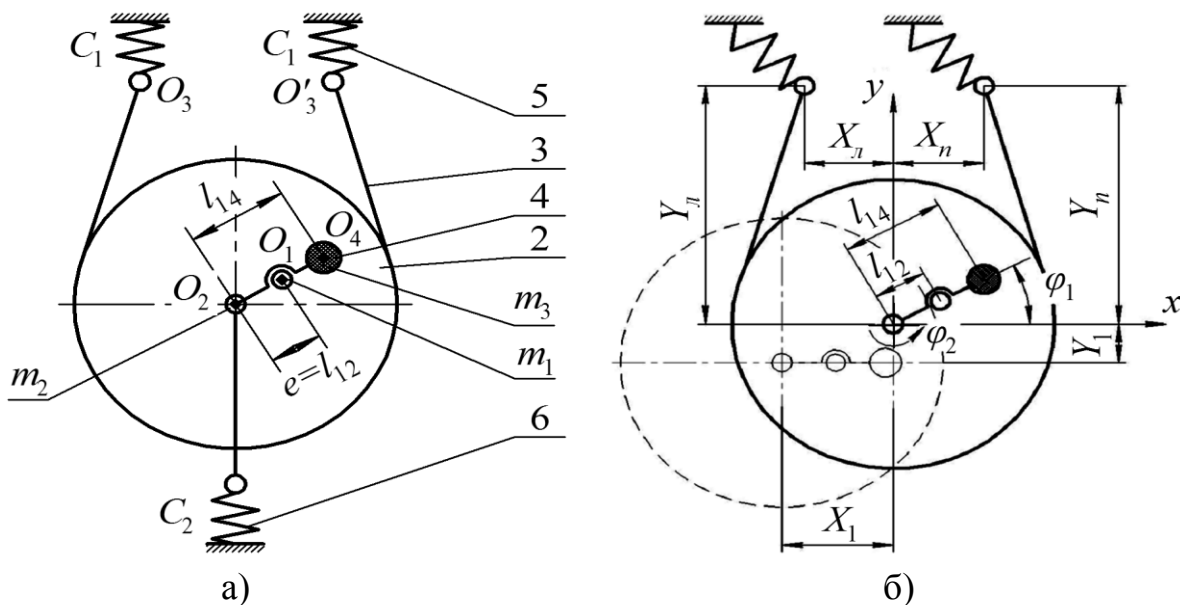 C₁
C₁
O₃
O′₃
5
3
4
2
l₁₄
O₁
O₄
O₂
m₃
m₂
e=l₁₂
m₁
6
C₂
а)
y
Xл
Xп
Yл
Yп
l₁₄
l₁₂
φ₁
φ₂
x
Y₁
X₁
б)